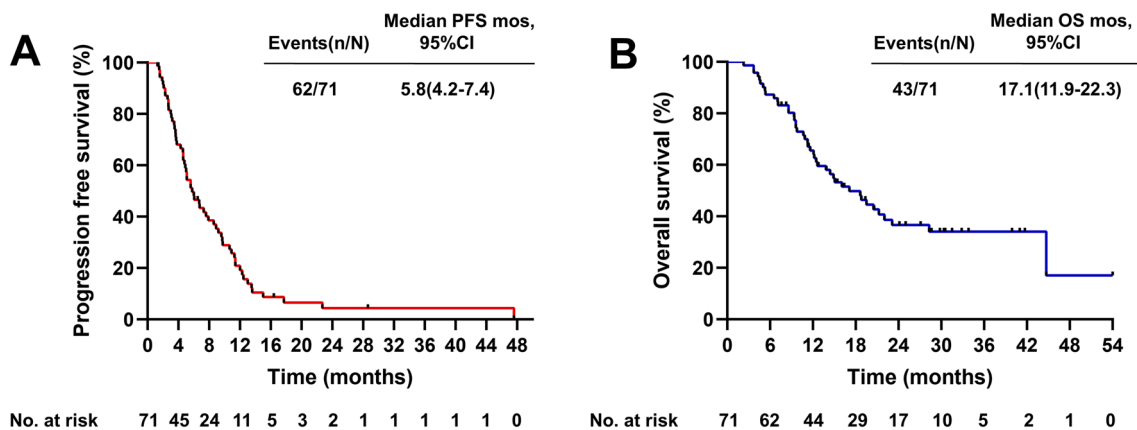 A
Events(n/N) Median PFS mos, 95%CI
62/71 5.8(4.2-7.4)
Progression free survival (%)
100
80
60
40
20
0
0 4 8 12 16 20 24 28 32 36 40 44 48
Time (months)
No. at risk 71 45 24 11 5 3 2 1 1 1 1 1 0
B
Events(n/N) Median OS mos, 95%CI
43/71 17.1(11.9-22.3)
Overall survival (%)
100
80
60
40
20
0
0 6 12 18 24 30 36 42 48 54
Time (months)
No. at risk 71 62 44 29 17 10 5 2 1 0